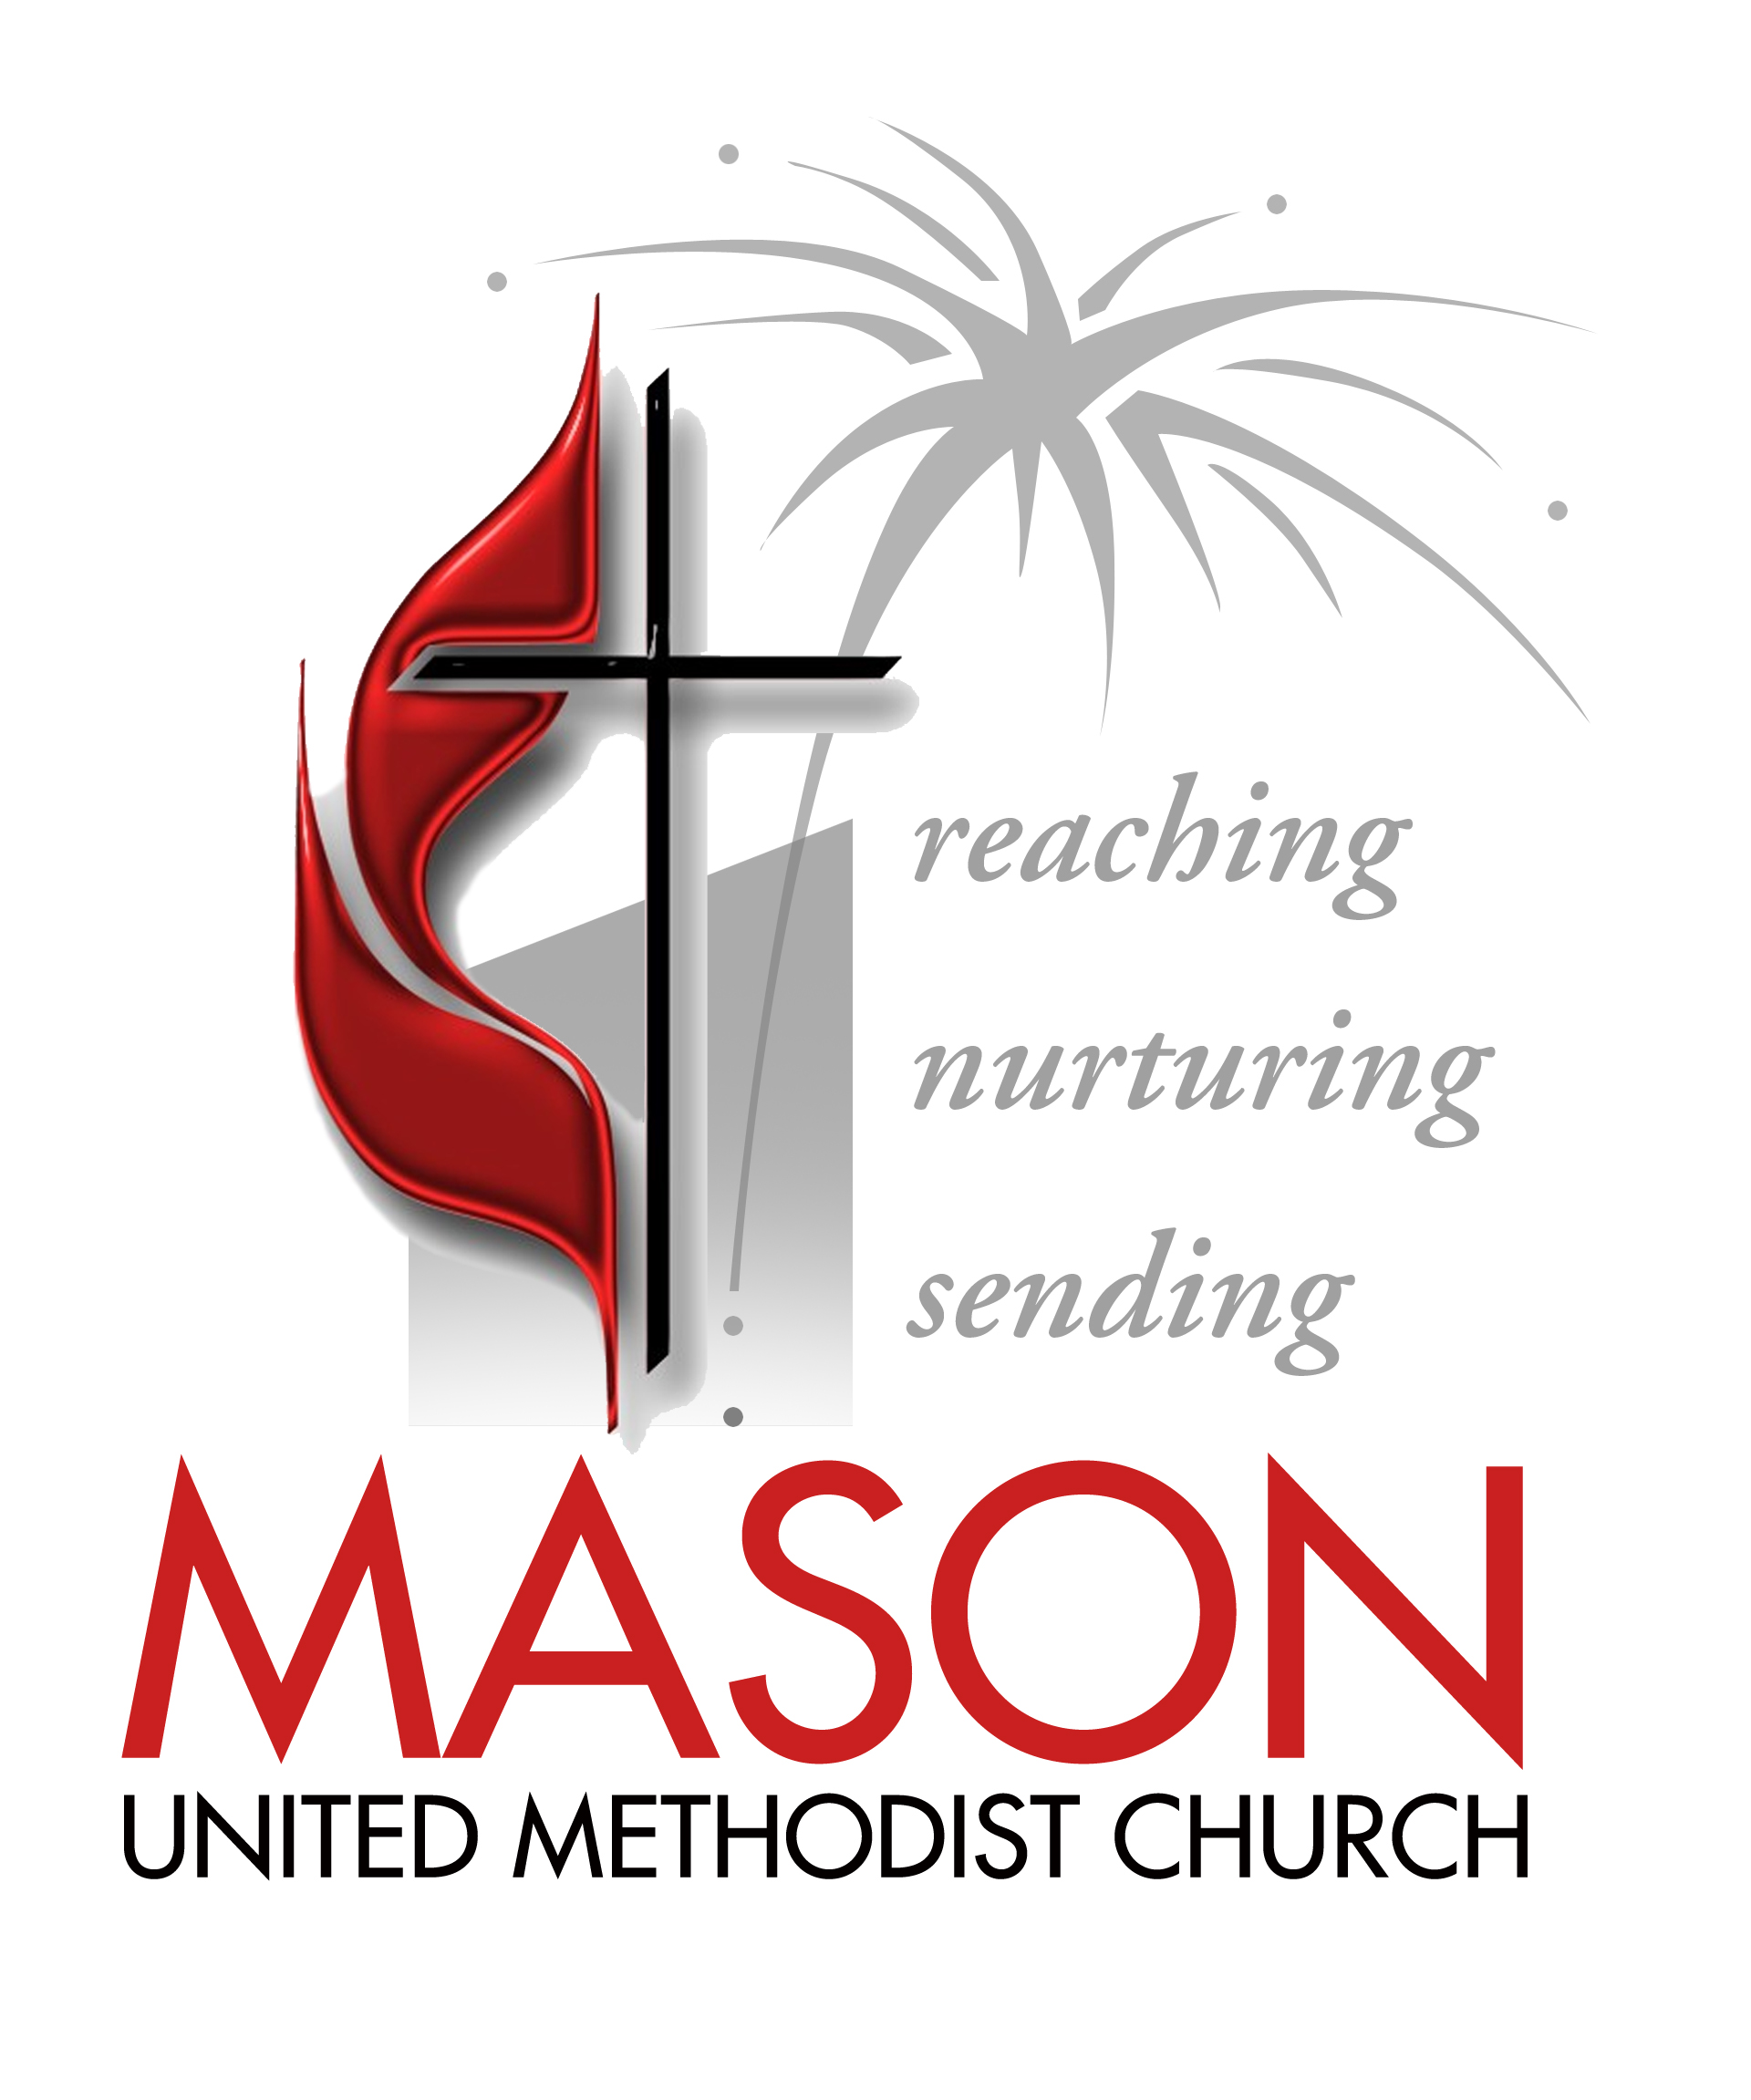 reaching
nurturing
sending
MASON
UNITED METHODIST CHURCH